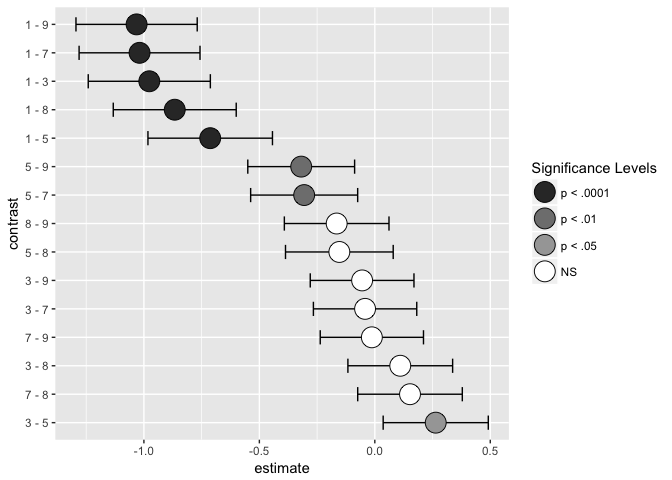 1 - 9
1 - 7
1 - 3
1 - 8
1 - 5
5 - 9
5 - 7
8 - 9
5 - 8
3 - 9
3 - 7
7 - 9
3 - 8
7 - 8
3 - 5
contrast
-1.0 -0.5 0.0 0.5
estimate
Significance Levels
p < .0001
p < .01
p < .05
NS